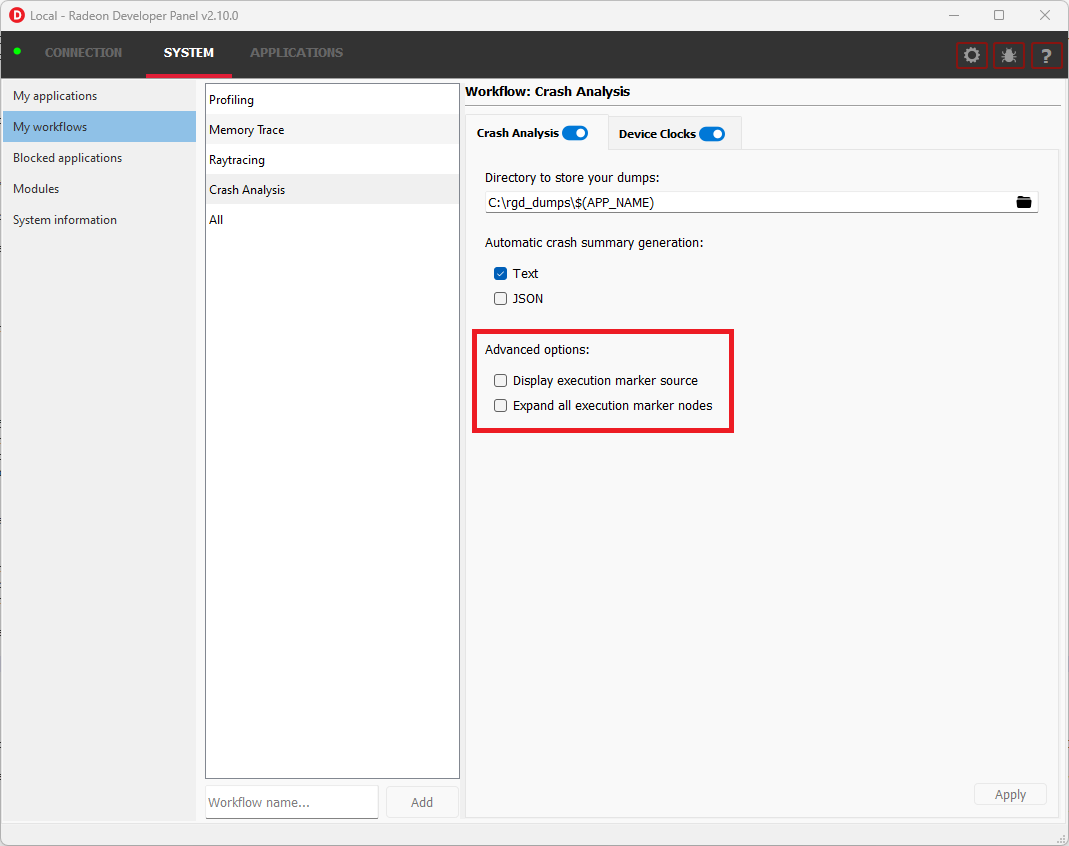 Local - Radeon Developer Panel v2.10.0
CONNECTION SYSTEM APPLICATIONS ?
My applications
My workflows
Blocked applications
Modules
System information
Profiling
Memory Trace
Raytracing
Crash Analysis
All
Workflow name...
Add
Workflow: Crash Analysis
Crash Analysis Device Clocks
Directory to store your dumps:
C:\rgd_dumps\$(APP_NAME)
Automatic crash summary generation:
Text
JSON
Advanced options:
Display execution marker source
Expand all execution marker nodes
Apply